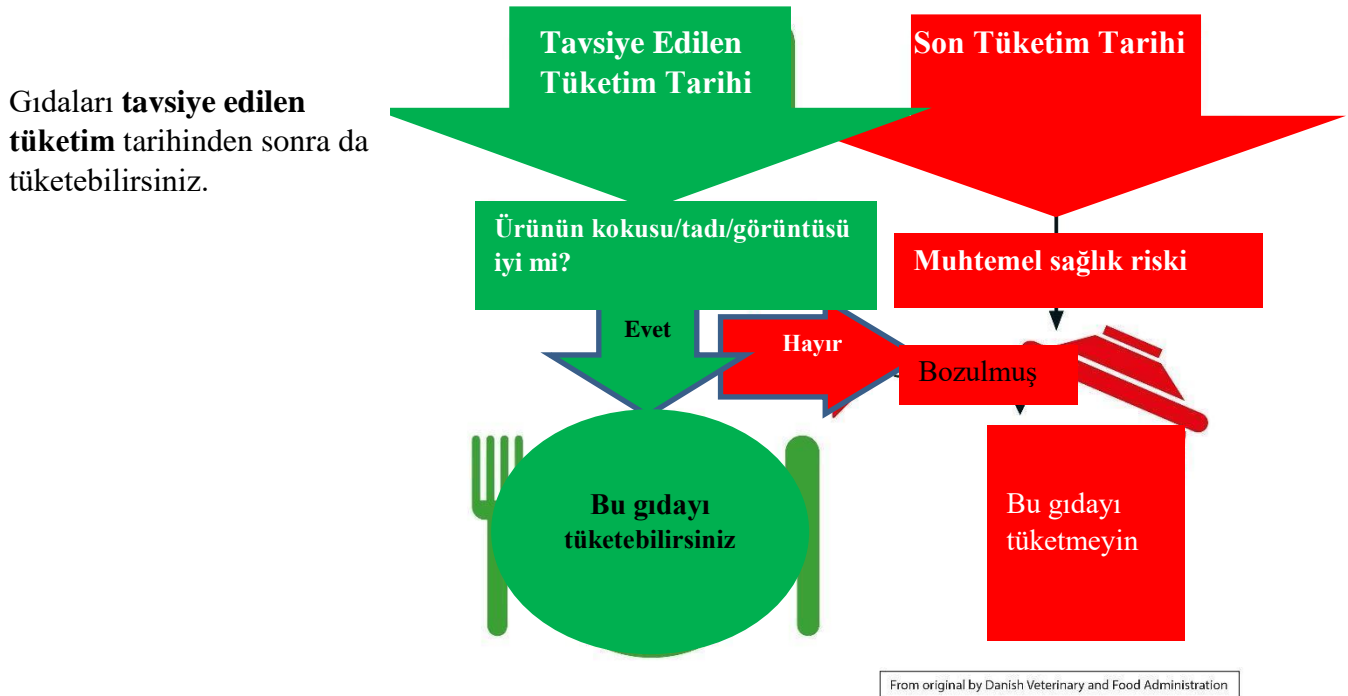 Gıdaları tavsiye edilen
tüketim tarihinden sonra da
tüketebilirsiniz.
Tavsiye Edilen
Tüketim Tarihi
Son Tüketim Tarihi
Ürünün kokusu/tadı/görüntüsü
iyi mi?
Muhtemel sağlık riski
Evet
Hayır
Bozulmuş
Bu gıdayı
tüketebilirsiniz
Bu gıdayı
tüketmeyin
From original by Danish Veterinary and Food Administration